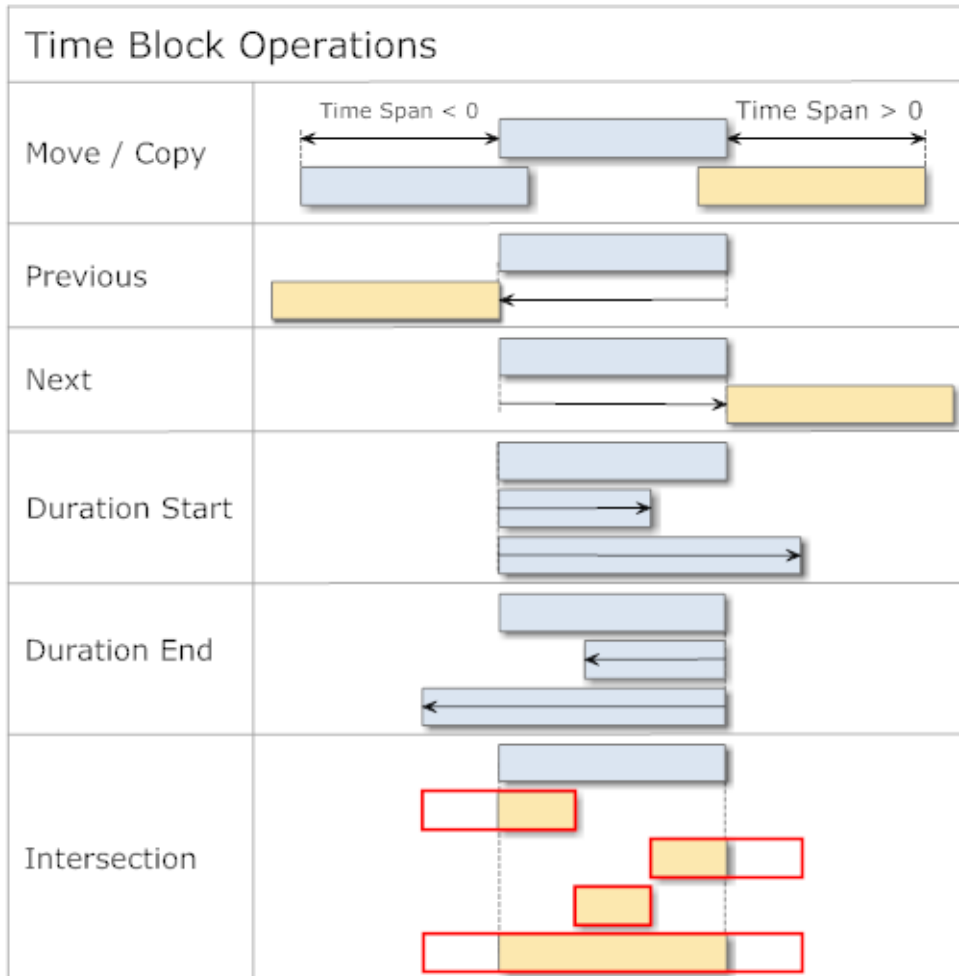 Time Block Operations
Time Span < 0
Time Span > 0
Move / Copy
Previous
Next
Duration Start
Duration End
Intersection